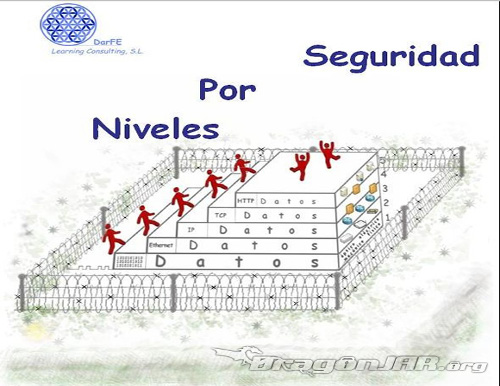 DarFE
Learning Consulting, S.L.
Seguridad
Por
Niveles
HTTP Datos
TCP Datos
IP Datos
Ethernet Datos
Datos
5
4
3
2
1
DragonJAR.org